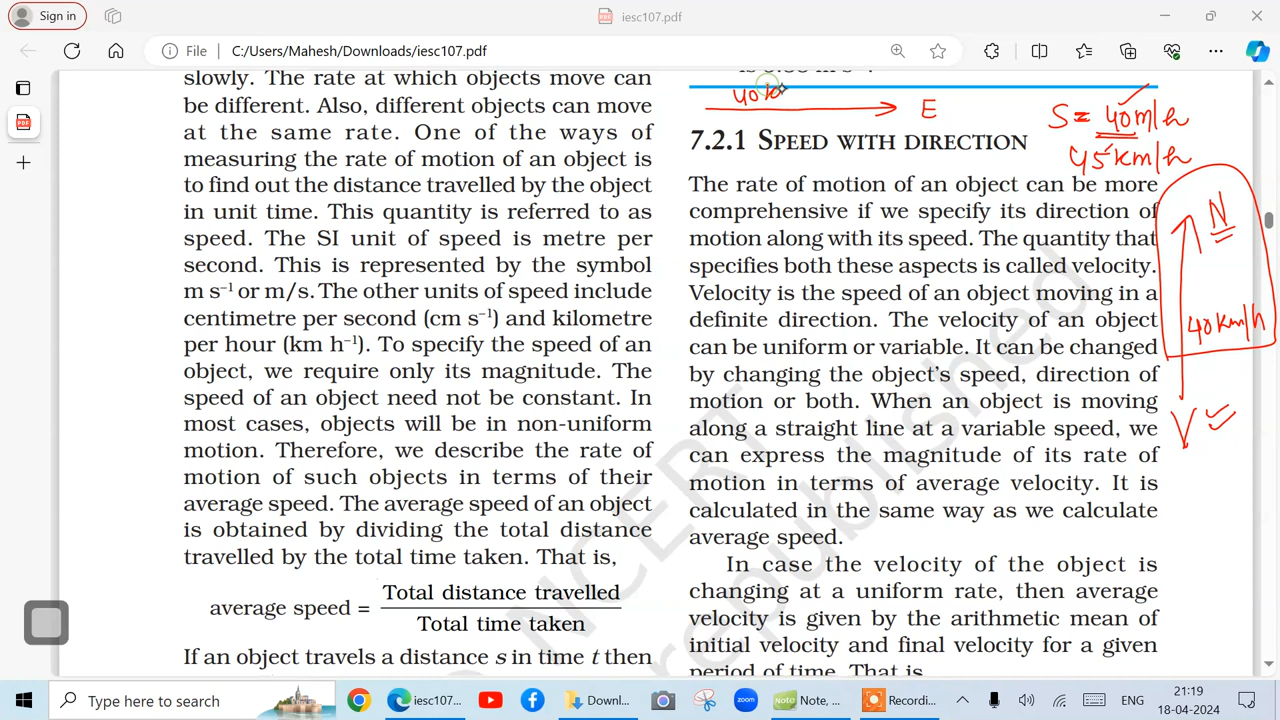 Sign in
iesc107.pdf
File
C:/Users/Mahesh/Downloads/iesc107.pdf
slowly. The rate at which objects move can
be different. Also, different objects can move
at the same rate. One of the ways of
measuring the rate of motion of an object is
to find out the distance travelled by the object
in unit time. This quantity is referred to as
speed. The SI unit of speed is metre per
second. This is represented by the symbol
m s⁻¹ or m/s. The other units of speed include
centimetre per second (cm s⁻¹) and kilometre
per hour (km h⁻¹). To specify the speed of an
object, we require only its magnitude. The
speed of an object need not be constant. In
most cases, objects will be in non-uniform
motion. Therefore, we describe the rate of
motion of such objects in terms of their
average speed. The average speed of an object
is obtained by dividing the total distance
travelled by the total time taken. That is,
average speed = Total distance travelled
Total time taken
If an object travels a distance s in time t then
40k
E
S = 40m/h
45km/h
7.2.1 SPEED WITH DIRECTION
The rate of motion of an object can be more
comprehensive if we specify its direction of
motion along with its speed. The quantity that
specifies both these aspects is called velocity.
Velocity is the speed of an object moving in a
definite direction. The velocity of an object
can be uniform or variable. It can be changed
by changing the object's speed, direction of
motion or both. When an object is moving
along a straight line at a variable speed, we
can express the magnitude of its rate of
motion in terms of average velocity. It is
calculated in the same way as we calculate
average speed.
In case the velocity of the object is
changing at a uniform rate, then average
velocity is given by the arithmetic mean of
initial velocity and final velocity for a given
period of time. That is
N
40km/h
V
NCERT
republished
Type here to search
iesc107...
Downl...
zoom
Note
Note, ...
Recordi...
ENG
21:19
18-04-2024